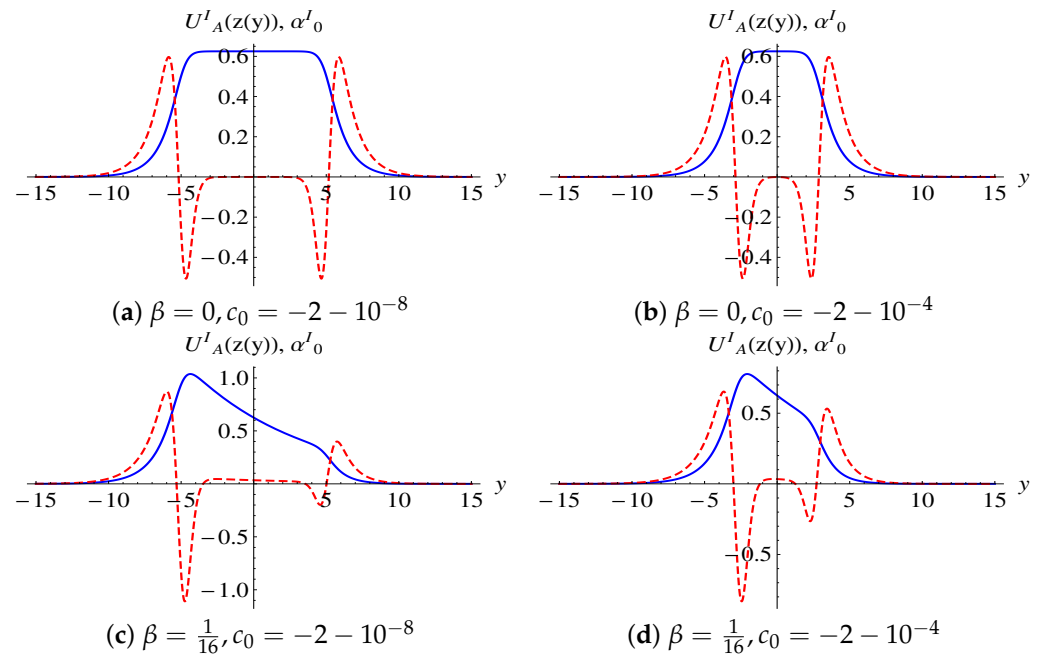 U^I_A(z(y)), α^I_0
0.6
0.4
0.2
−0.2
−0.4
−15 −10 −5 5 10 15 y
(a) β = 0, c_0 = −2 − 10^{−8}
U^I_A(z(y)), α^I_0
0.6
0.4
0.2
−0.2
−0.4
−15 −10 −5 5 10 15 y
(b) β = 0, c_0 = −2 − 10^{−4}
U^I_A(z(y)), α^I_0
1.0
0.5
−0.5
−1.0
−15 −10 −5 5 10 15 y
(c) β = \frac{1}{16}, c_0 = −2 − 10^{−8}
U^I_A(z(y)), α^I_0
0.5
−0.5
−15 −10 −5 5 10 15 y
(d) β = \frac{1}{16}, c_0 = −2 − 10^{−4}